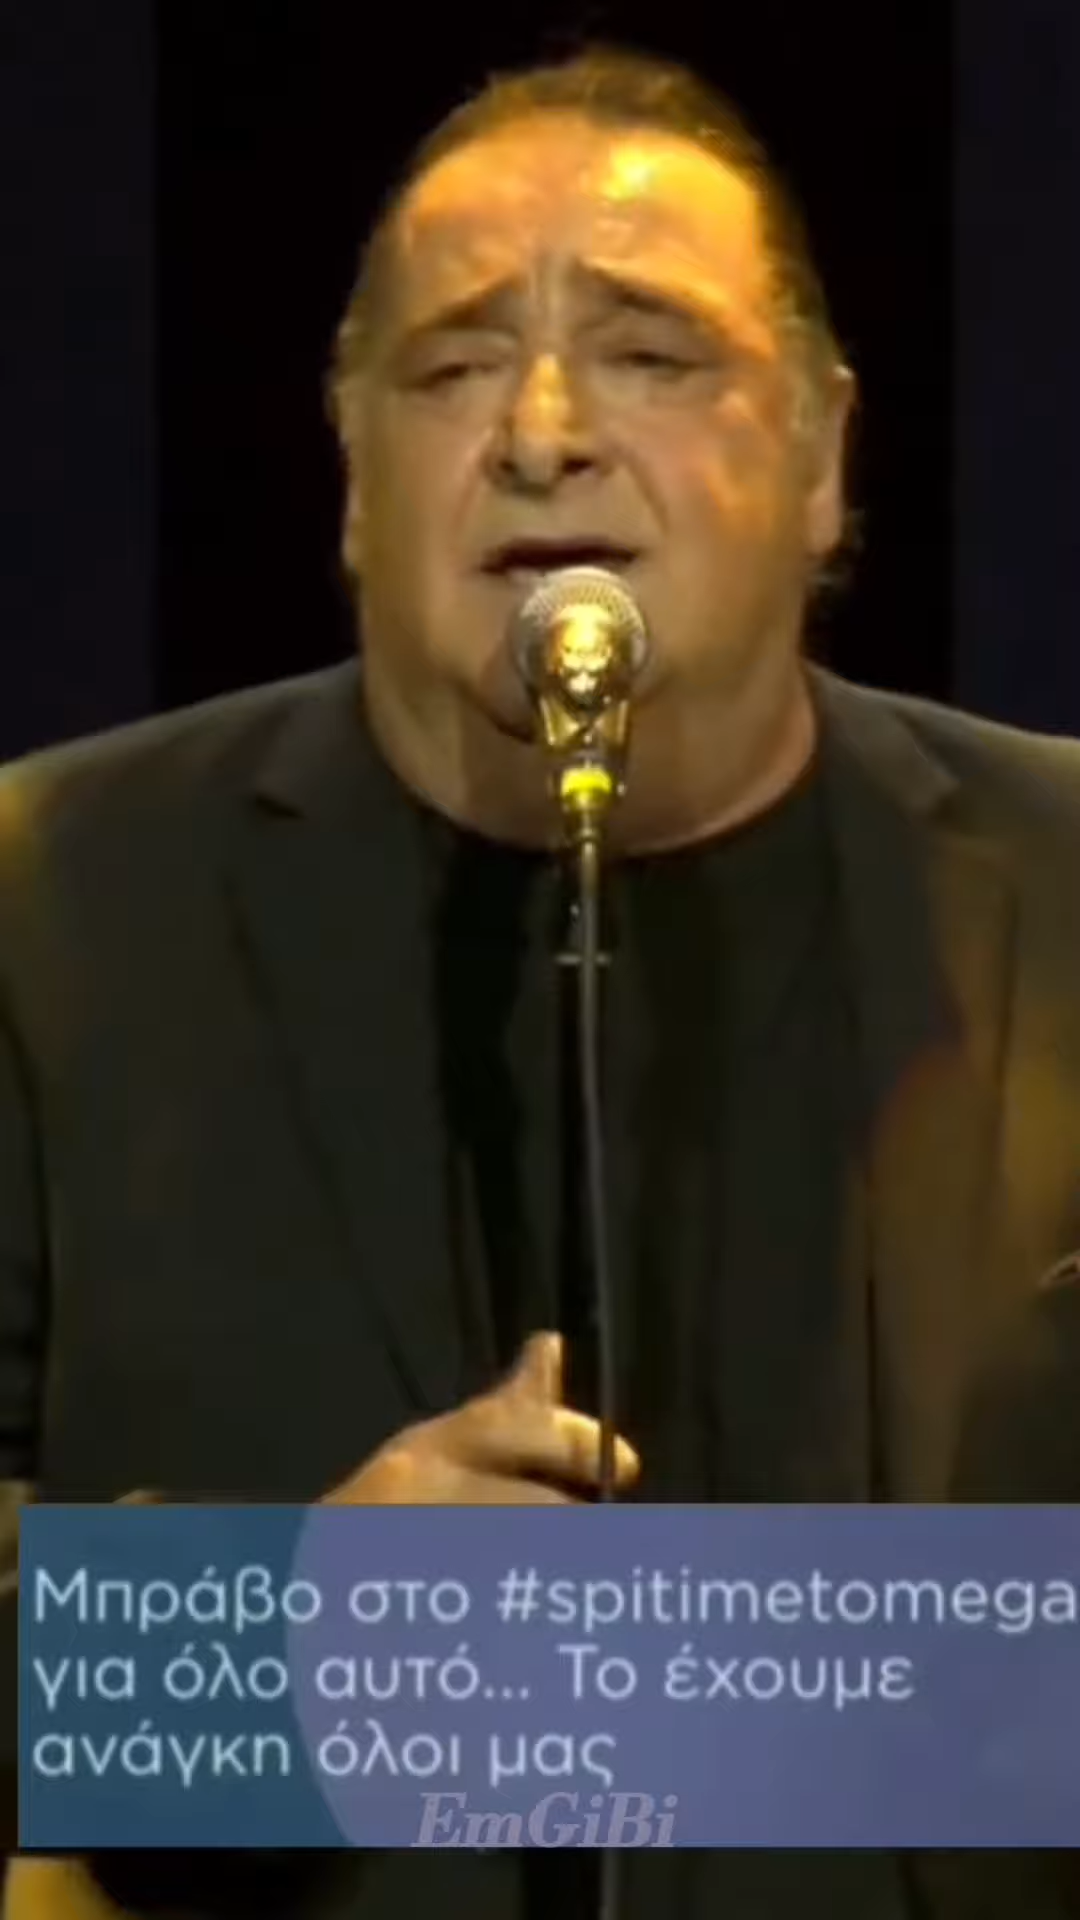 Μπράβο στο #spitimetomega
για όλο αυτό... Το έχουμε
ανάγκη όλοι μας
EmGiBi